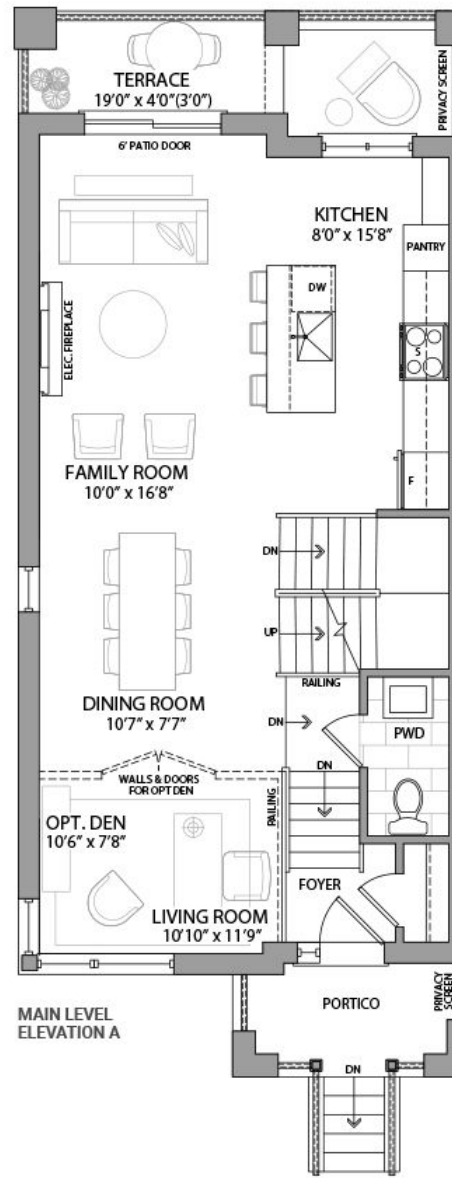 TERRACE
19'0" x 4'0"(3'0")
PRIVACY SCREEN
6' PATIO DOOR
KITCHEN
8'0" x 15'8"
PANTRY
DW
ELEC. FIREPLACE
S
FAMILY ROOM
10'0" x 16'8"
F
DN
UP
RAILING
DINING ROOM
10'7" x 7'7"
DN
PWD
WALLS & DOORS
FOR OPT DEN
DN
RAILING
OPT. DEN
10'6" x 7'8"
FOYER
LIVING ROOM
10'10" x 11'9"
PORTICO
PRIVACY
SCREEN
MAIN LEVEL
ELEVATION A
DN